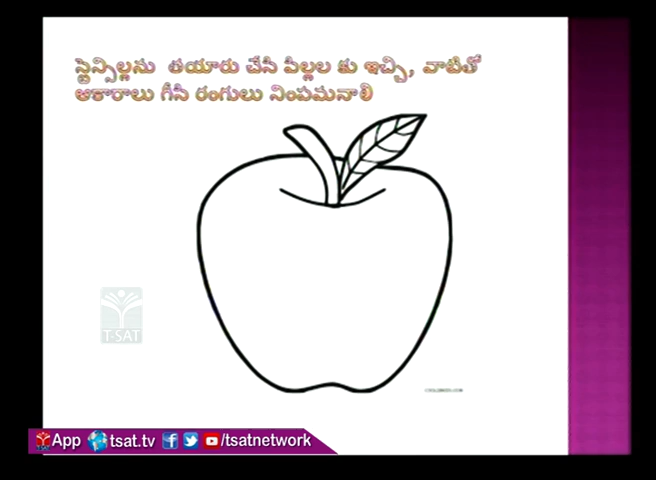 స్టెన్సిల్లను తయారు చేసి పిల్లల కు ఇచ్చి, వాటితో
ఆకారాలు గీసి రంగులు నింపమనాలి
T-SAT
App tsat.tv /tsatnetwork